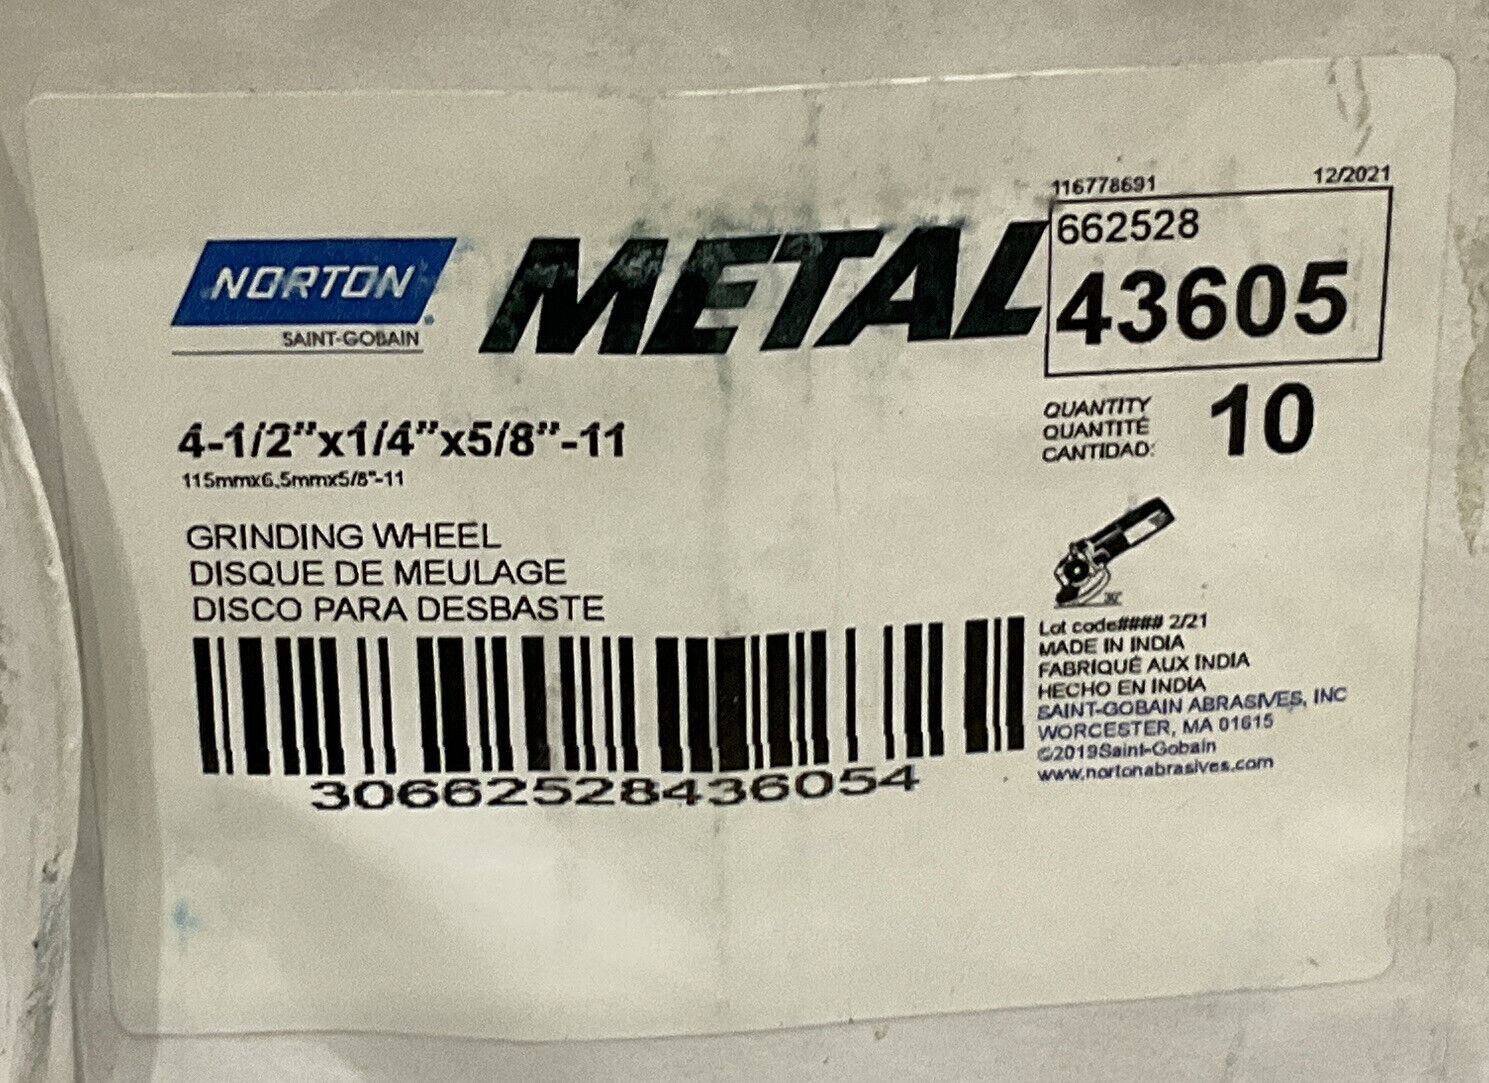 116778691 12/2021
662528
43605
NORTON
SAINT-GOBAIN
METAL
QUANTITY
QUANTITÉ
CANTIDAD: 10
4-1/2"x1/4"x5/8"-11
115mmx6.5mmx5/8"-11
GRINDING WHEEL
DISQUE DE MEULAGE
DISCO PARA DESBASTE
30662528436054
Lot code#### 2/21
MADE IN INDIA
FABRIQUÉ AUX INDIA
HECHO EN INDIA
SAINT-GOBAIN ABRASIVES, INC
WORCESTER, MA 01615
©2019Saint-Gobain
www.nortonabrasives.com